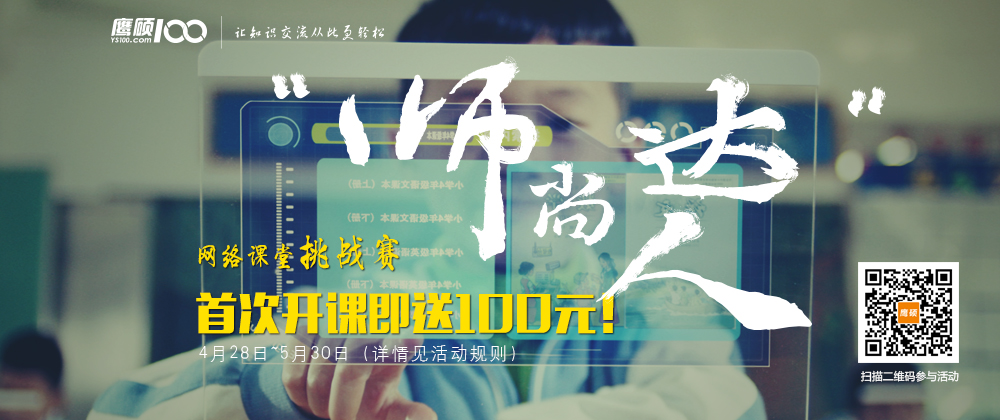 鹰硕100
YS100.com
让知识交流从此更轻松
“师尚达人”
网络课堂挑战赛
首次开课即送100元!
4月28日~5月30日（详情见活动规则）
鹰硕
扫描二维码参与活动